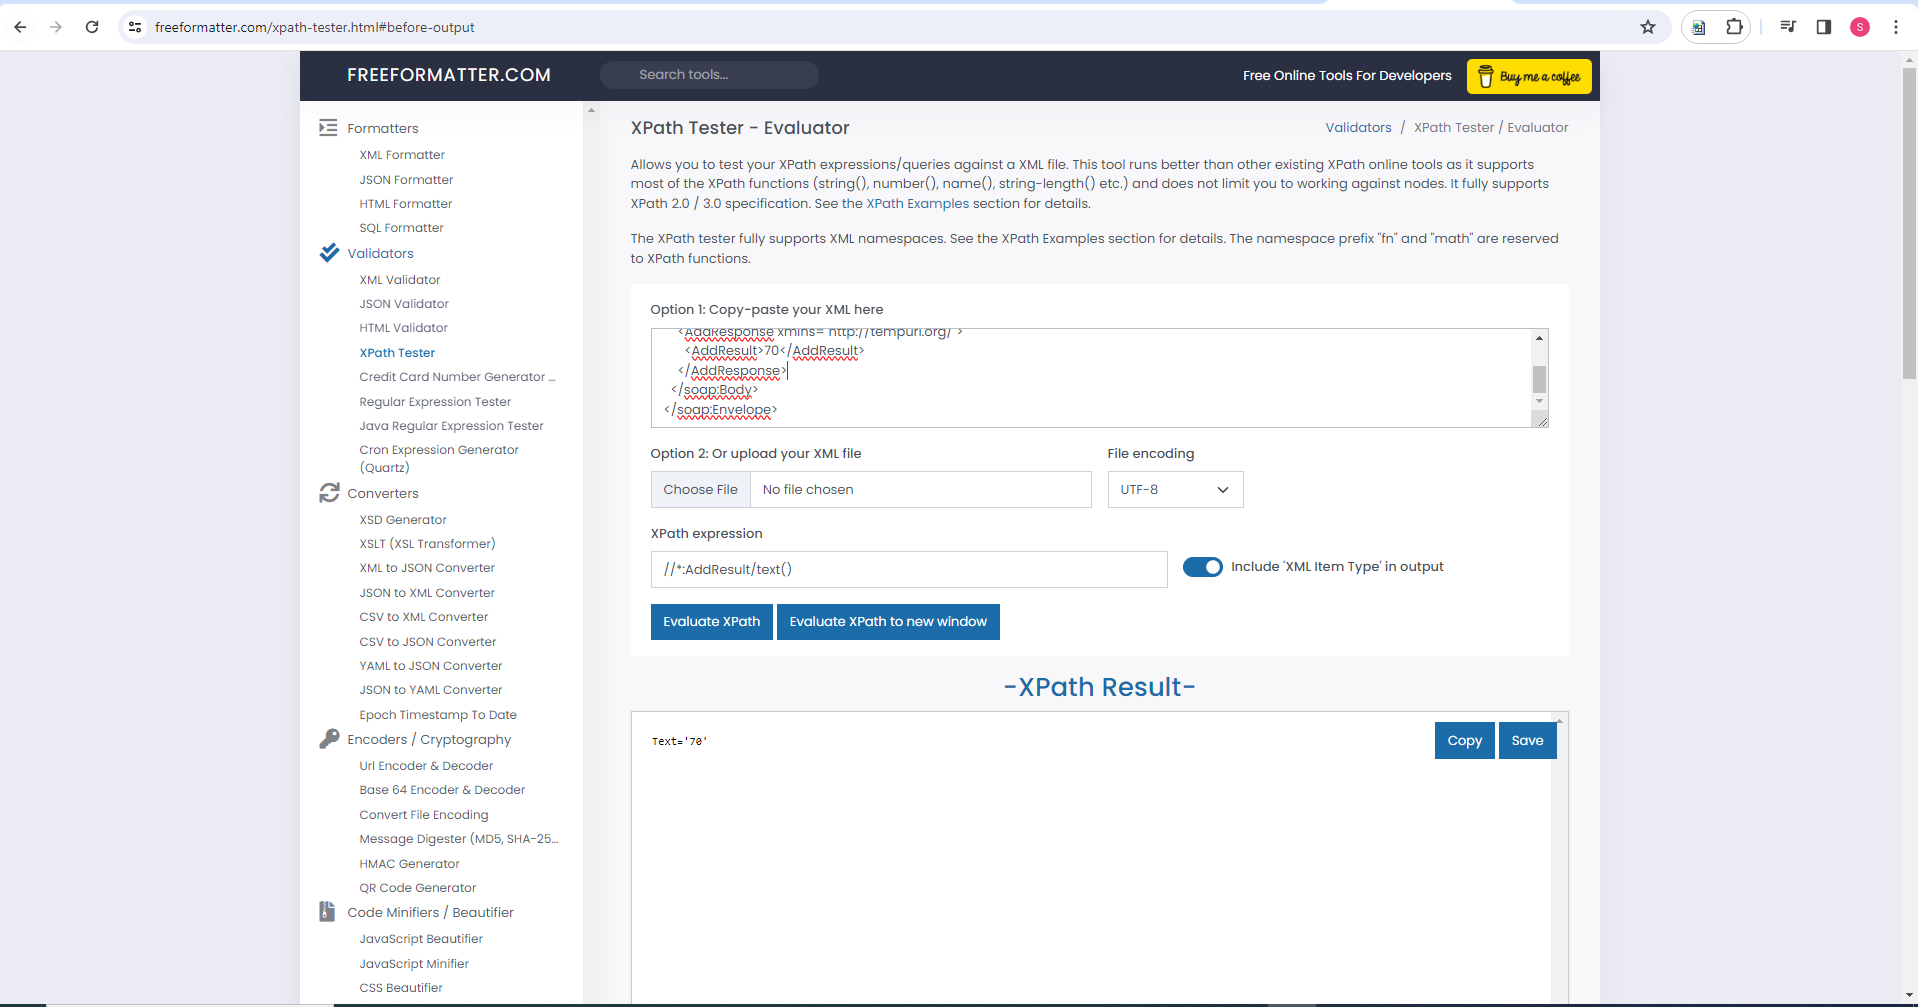 freeformatter.com/xpath-tester.html#before-output
S
FREEFORMATTER.COM
Search tools...
Free Online Tools For Developers
Buy me a coffee
Formatters
XML Formatter
JSON Formatter
HTML Formatter
SQL Formatter
Validators
XML Validator
JSON Validator
HTML Validator
XPath Tester
Credit Card Number Generator ...
Regular Expression Tester
Java Regular Expression Tester
Cron Expression Generator
(Quartz)
Converters
XSD Generator
XSLT (XSL Transformer)
XML to JSON Converter
JSON to XML Converter
CSV to XML Converter
CSV to JSON Converter
YAML to JSON Converter
JSON to YAML Converter
Epoch Timestamp To Date
Encoders / Cryptography
Url Encoder & Decoder
Base 64 Encoder & Decoder
Convert File Encoding
Message Digester (MD5, SHA-25...
HMAC Generator
QR Code Generator
Code Minifiers / Beautifier
JavaScript Beautifier
JavaScript Minifier
CSS Beautifier
XPath Tester - Evaluator
Validators / XPath Tester / Evaluator
Allows you to test your XPath expressions/queries against a XML file. This tool runs better than other existing XPath online tools as it supports
most of the XPath functions (string(), number(), name(), string-length() etc.) and does not limit you to working against nodes. It fully supports
XPath 2.0 / 3.0 specification. See the XPath Examples section for details.
The XPath tester fully supports XML namespaces. See the XPath Examples section for details. The namespace prefix "fn" and "math" are reserved
to XPath functions.
Option 1: Copy-paste your XML here
<AddResponse xmlns="http://tempuri.org/">
<AddResult>70</AddResult>
</AddResponse>
</soap:Body>
</soap:Envelope>
Option 2: Or upload your XML file
File encoding
Choose File
No file chosen
UTF-8
XPath expression
//*:AddResult/text()
Include 'XML Item Type' in output
Evaluate XPath
Evaluate XPath to new window
-XPath Result-
Text='70'
Copy
Save